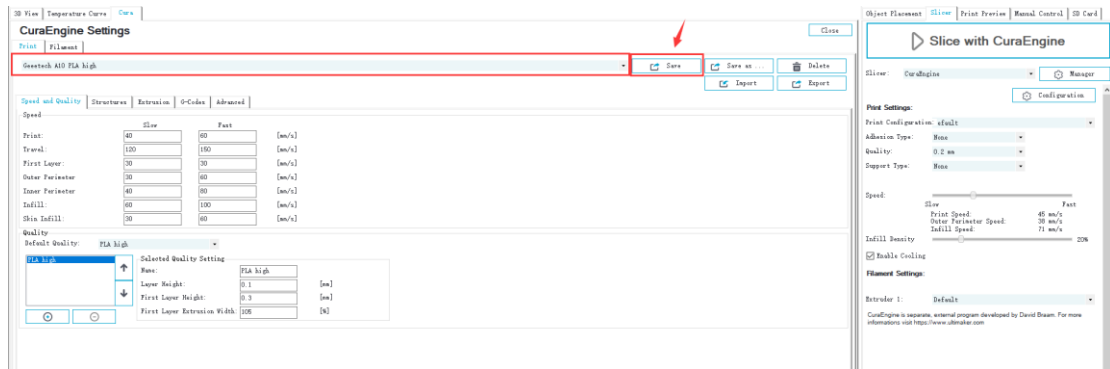 3D View Temperature Curve Cura
CuraEngine Settings
Close
Print Filament
Geeetech A10 PLA high
Save Save as ... Delete
Import Export
Speed and Quality Structures Extrusion G-Codes Advanced
Speed
Slow Fast
Print: 40 60 [mm/s]
Travel: 120 150 [mm/s]
First Layer: 30 30 [mm/s]
Outer Perimeter 30 60 [mm/s]
Inner Perimeter 40 80 [mm/s]
Infill: 60 100 [mm/s]
Skin Infill: 30 60 [mm/s]
Quality
Default Quality: PLA high
PLA high
Selected Quality Setting
Name: PLA high
Layer Height: 0.1 [mm]
First Layer Height: 0.3 [mm]
First Layer Extrusion Width: 105 [%]
Object Placement Slicer Print Preview Manual Control SD Card
Slice with CuraEngine
Slicer: CuraEngine Manager
Configuration
Print Settings:
Print Configuration: efault
Adhesion Type: None
Quality: 0.2 mm
Support Type: None
Speed:
Slow Fast
Print Speed: 45 mm/s
Outer Perimeter Speed: 38 mm/s
Infill Speed: 71 mm/s
Infill Density 20%
Enable Cooling
Filament Settings:
Extruder 1: Default
CuraEngine is separate, external program developed by David Braam. For more
informations visit https://www.ultimaker.com